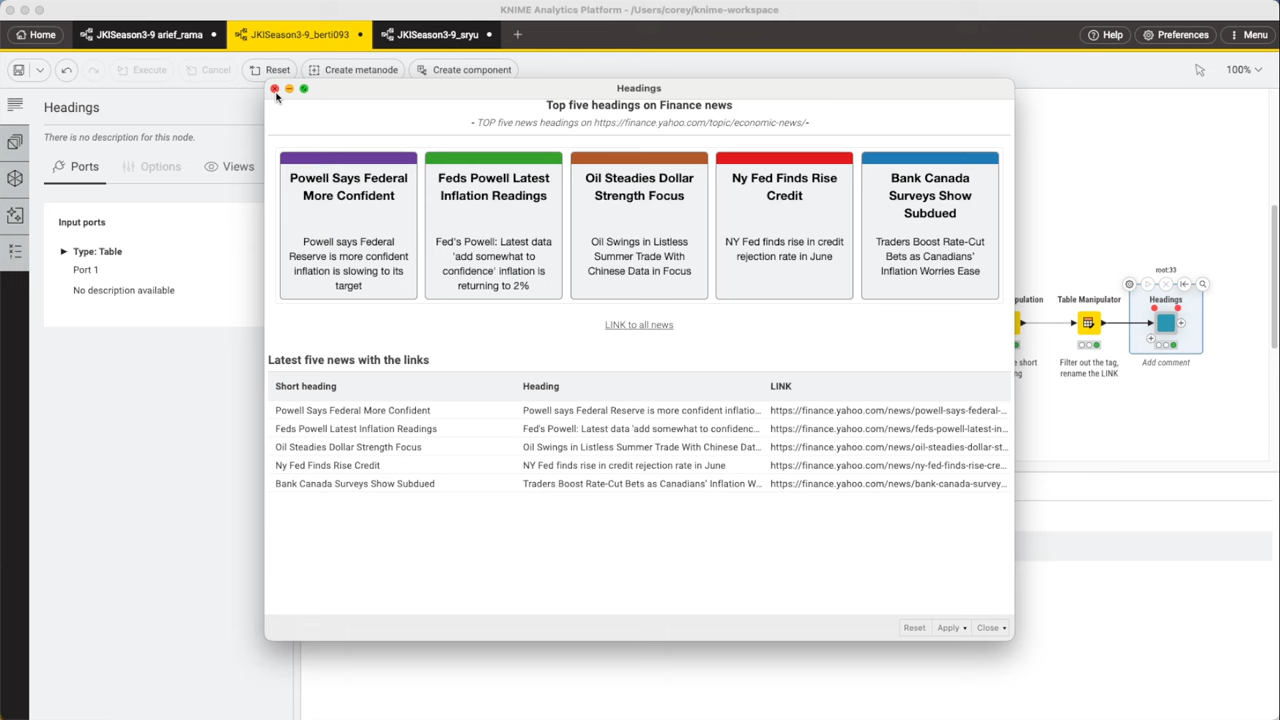 KNIME Analytics Platform - /Users/corey/knime-workspace
Home
JKISeason3-9 arief_rama
JKISeason3-9_berti093
JKISeason3-9_sryu
Help
Preferences
Menu
Execute
Cancel
Reset
Create metanode
Create component
100%
Headings
There is no description for this node.
Ports
Options
Views
Input ports
Type: Table
Port 1
No description available
Headings
Top five headings on Finance news
- TOP five news headings on https://finance.yahoo.com/topic/economic-news/-
Powell Says Federal
More Confident
Powell says Federal
Reserve is more confident
inflation is slowing to its
target
Feds Powell Latest
Inflation Readings
Fed's Powell: Latest data
'add somewhat to
confidence' inflation is
returning to 2%
Oil Steadies Dollar
Strength Focus
Oil Swings in Listless
Summer Trade With
Chinese Data in Focus
Ny Fed Finds Rise
Credit
NY Fed finds rise in credit
rejection rate in June
Bank Canada
Surveys Show
Subdued
Traders Boost Rate-Cut
Bets as Canadians'
Inflation Worries Ease
LINK to all news
Latest five news with the links
Short heading Heading LINK
Powell Says Federal More Confident Powell says Federal Reserve is more confident inflatio... https://finance.yahoo.com/news/powell-says-federal-...
Feds Powell Latest Inflation Readings Fed's Powell: Latest data 'add somewhat to confidenc... https://finance.yahoo.com/news/feds-powell-latest-in...
Oil Steadies Dollar Strength Focus Oil Swings in Listless Summer Trade With Chinese Dat... https://finance.yahoo.com/news/oil-steadies-dollar-st...
Ny Fed Finds Rise Credit NY Fed finds rise in credit rejection rate in June https://finance.yahoo.com/news/ny-fed-finds-rise-cre...
Bank Canada Surveys Show Subdued Traders Boost Rate-Cut Bets as Canadians' Inflation W... https://finance.yahoo.com/news/bank-canada-survey...
Reset
Apply
Close
root:33
pulation
Table Manipulator
Headings
e short
ng
Filter out the tag,
rename the LINK
Add comment